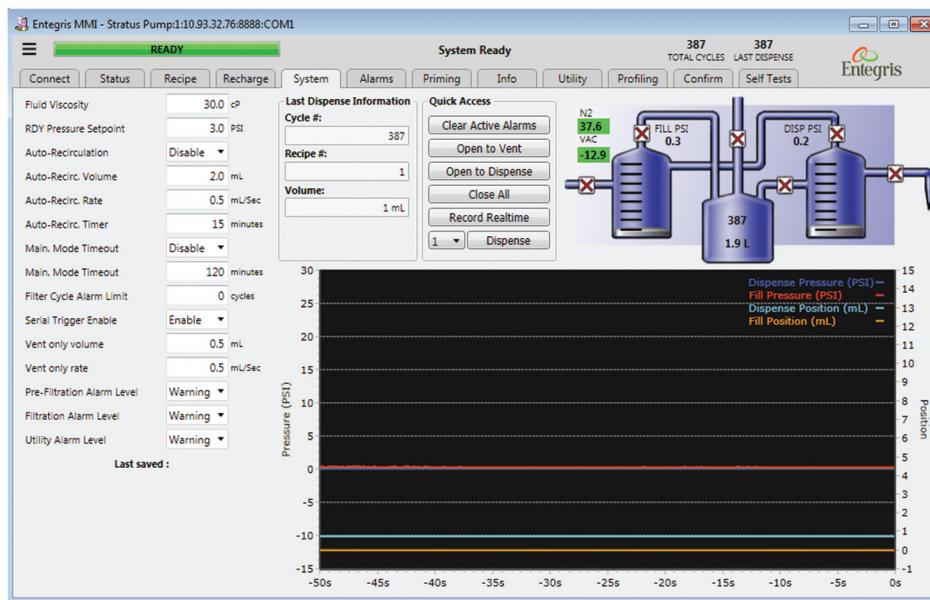 Entegris MMI - Stratus Pump:1:10.93.32.76:8888:COM1
READY
System Ready
387 387
TOTAL CYCLES LAST DISPENSE
Entegris
Connect Status Recipe Recharge System Alarms Priming Info Utility Profiling Confirm Self Tests
Fluid Viscosity 30.0 cP
RDY Pressure Setpoint 3.0 PSI
Auto-Recirculation Disable
Auto-Recirc. Volume 2.0 mL
Auto-Recirc. Rate 0.5 mL/Sec
Auto-Recirc. Timer 15 minutes
Main. Mode Timeout Disable
Main. Mode Timeout 120 minutes
Filter Cycle Alarm Limit 0 cycles
Serial Trigger Enable Enable
Vent only volume 0.5 mL
Vent only rate 0.5 mL/Sec
Pre-Filtration Alarm Level Warning
Filtration Alarm Level Warning
Utility Alarm Level Warning
Last saved :
Last Dispense Information
Cycle #:
387
Recipe #:
1
Volume:
1 mL
Quick Access
Clear Active Alarms
Open to Vent
Open to Dispense
Close All
Record Realtime
1 Dispense
N2
37.6
VAC
-12.9
FILL PSI
0.3
DISP PSI
0.2
387
1.9 L
Dispense Pressure (PSI)
Fill Pressure (PSI)
Dispense Position (mL)
Fill Position (mL)
Pressure (PSI)
30
25
20
15
10
5
0
-5
-10
-15
15
14
13
12
11
10
9
8
7
6
5
4
3
2
1
0
-1
Position
-50s -45s -40s -35s -30s -25s -20s -15s -10s -5s 0s